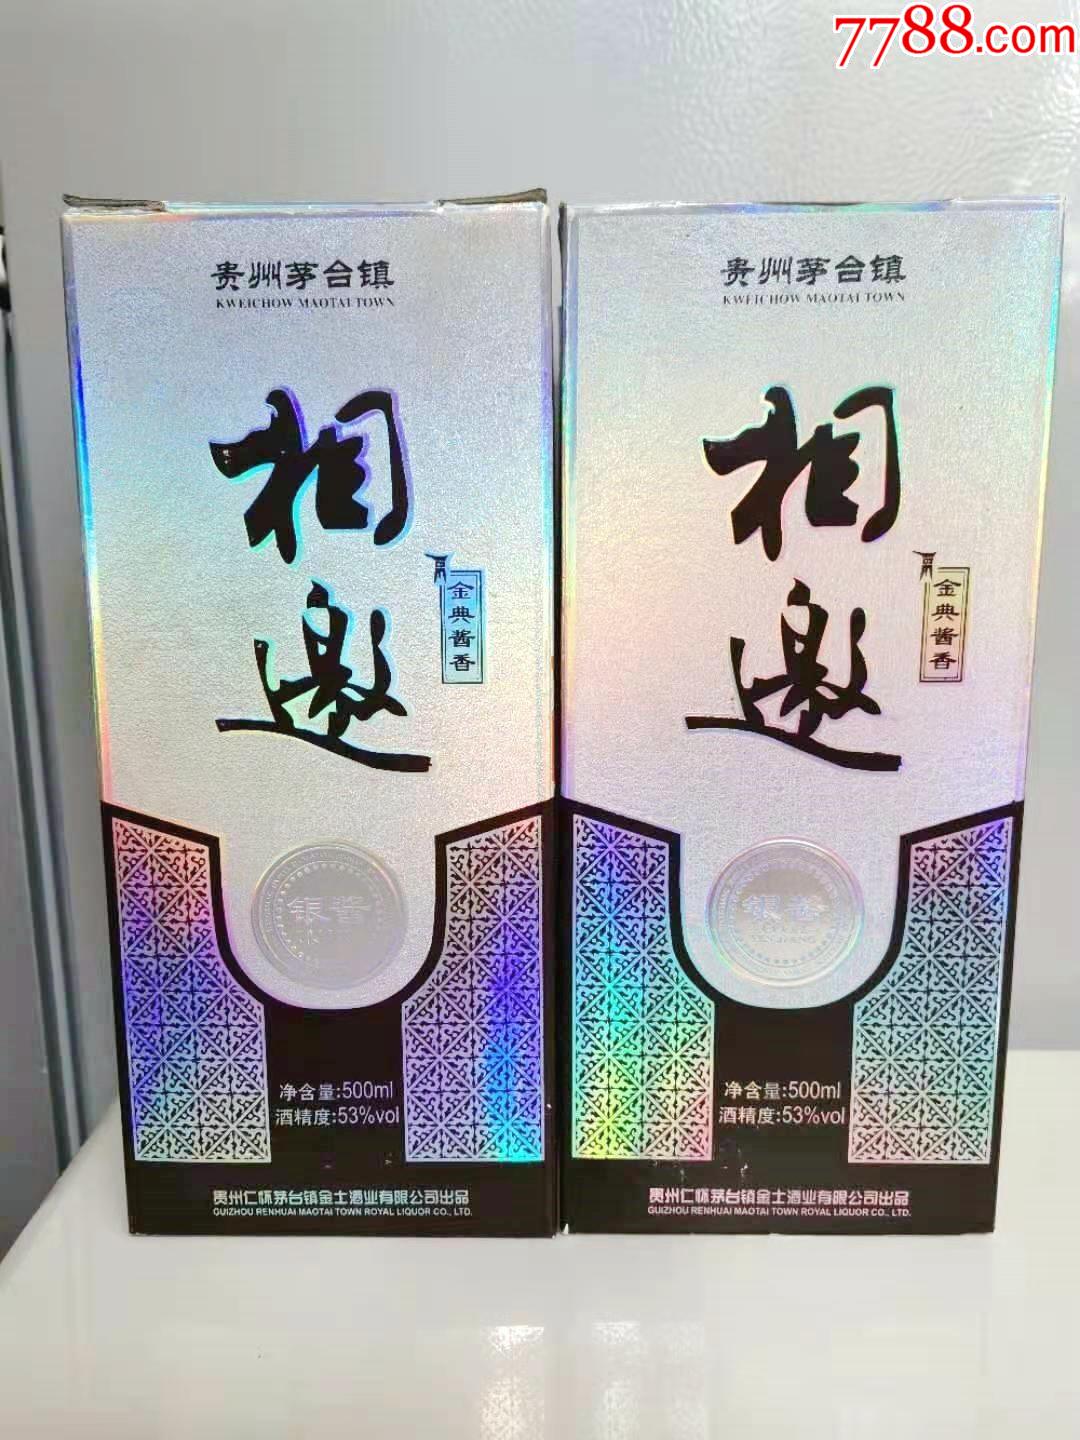 7788.com
贵州茅台镇
KWEICHOW MAOTAI TOWN
相
邀
金典酱香
银酱
净含量:500ml
酒精度:53%vol
贵州仁怀茅台镇金士酒业有限公司出品
GUIZHOU RENHUAI MAOTAI TOWN ROYAL LIQUOR CO., LTD.
贵州茅台镇
KWEICHOW MAOTAI TOWN
相
邀
金典酱香
银酱
YIN JIANG
净含量:500ml
酒精度:53%vol
贵州仁怀茅台镇金士酒业有限公司出品
GUIZHOU RENHUAI MAOTAI TOWN ROYAL LIQUOR CO., LTD.